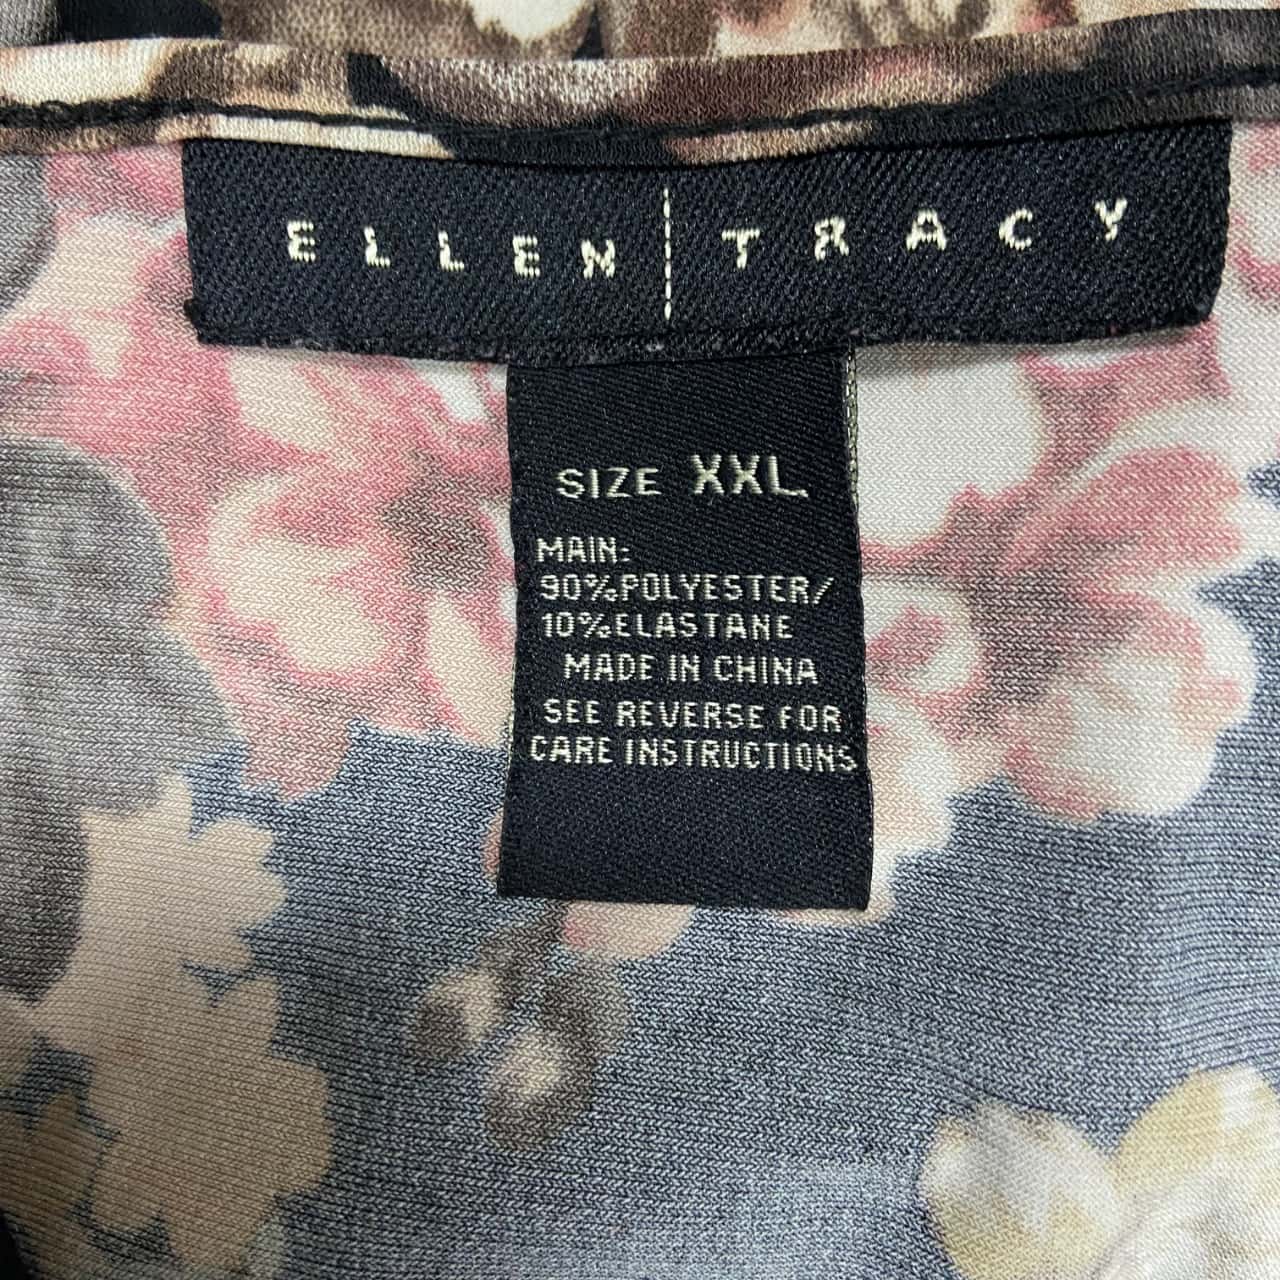 ELLEN | TRACY
SIZE XXL
MAIN:
90%POLYESTER/
10%ELASTANE
MADE IN CHINA
SEE REVERSE FOR
CARE INSTRUCTIONS